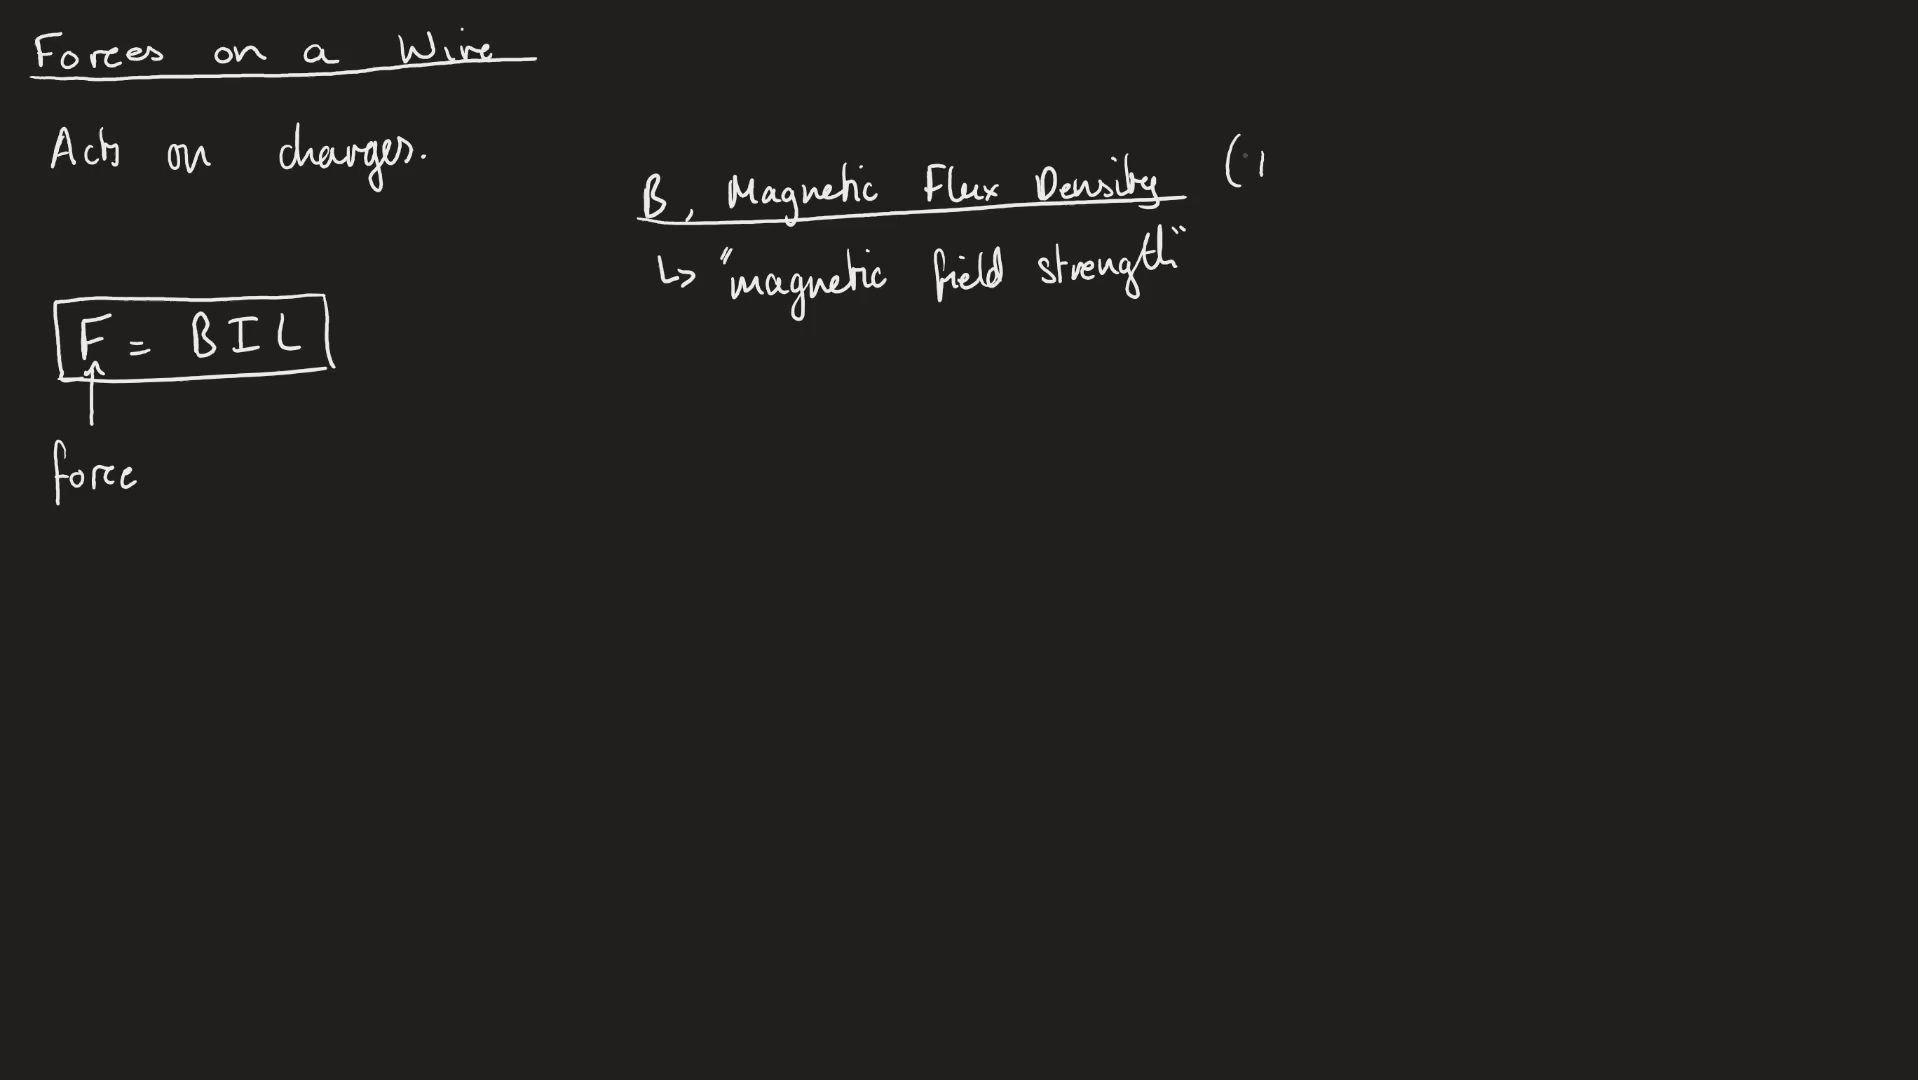 Forces on a Wire
Acts on charges.
B, Magnetic Flux Density (
↳ "magnetic field strength"
F = BIL
force